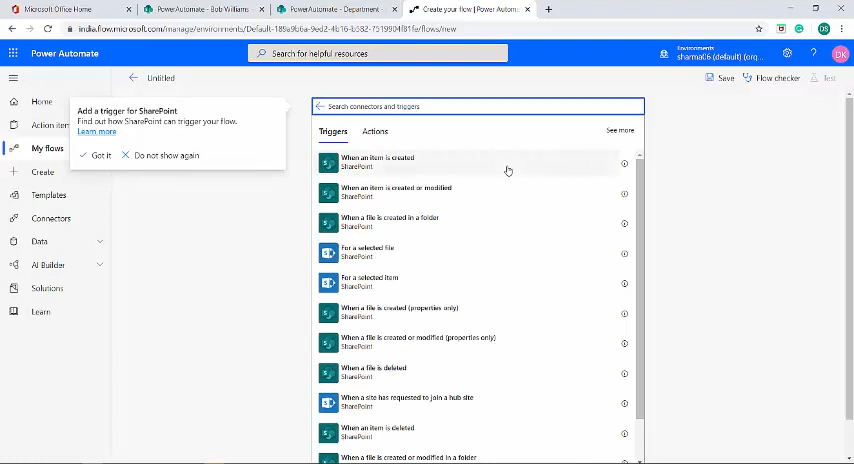 Microsoft Office Home
PowerAutomate - Bob Williams -
PowerAutomate - Department -
Create your flow | Power Automat
india.flow.microsoft.com/manage/environments/Default-189a9b6a-9ed2-4b16-b582-7519904f81fe/flows/new
Power Automate
Search for helpful resources
Environments
sharma06 (default) (orq...
DK
DS
Untitled
Save
Flow checker
Test
Home
Action item
My flows
Create
Templates
Connectors
Data
AI Builder
Solutions
Learn
Add a trigger for SharePoint
Find out how SharePoint can trigger your flow.
Learn more
Got it
Do not show again
Search connectors and triggers
Triggers
Actions
See more
When an item is created
SharePoint
When an item is created or modified
SharePoint
When a file is created in a folder
SharePoint
For a selected file
SharePoint
For a selected item
SharePoint
When a file is created (properties only)
SharePoint
When a file is created or modified (properties only)
SharePoint
When a file is deleted
SharePoint
When a site has requested to join a hub site
SharePoint
When an item is deleted
SharePoint
When a file is created or modified in a folder